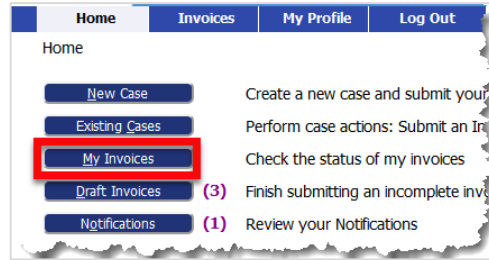 Home Invoices My Profile Log Out
Home
New Case Create a new case and submit your
Existing Cases Perform case actions: Submit an
My Invoices Check the status of my invoices
Draft Invoices (3) Finish submitting an incomplete
Notifications (1) Review your Notifications